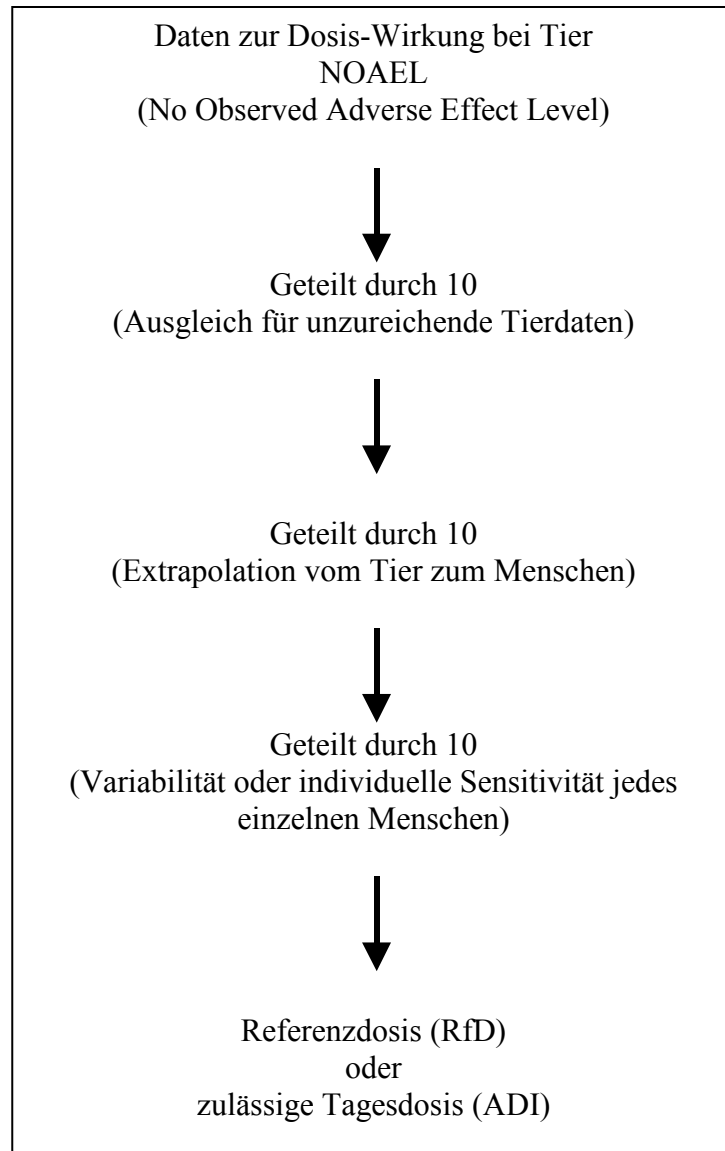 Daten zur Dosis-Wirkung bei Tier
NOAEL
(No Observed Adverse Effect Level)
Geteilt durch 10
(Ausgleich für unzureichende Tierdaten)
Geteilt durch 10
(Extrapolation vom Tier zum Menschen)
Geteilt durch 10
(Variabilität oder individuelle Sensitivität jedes
einzelnen Menschen)
Referenzdosis (RfD)
oder
zulässige Tagesdosis (ADI)